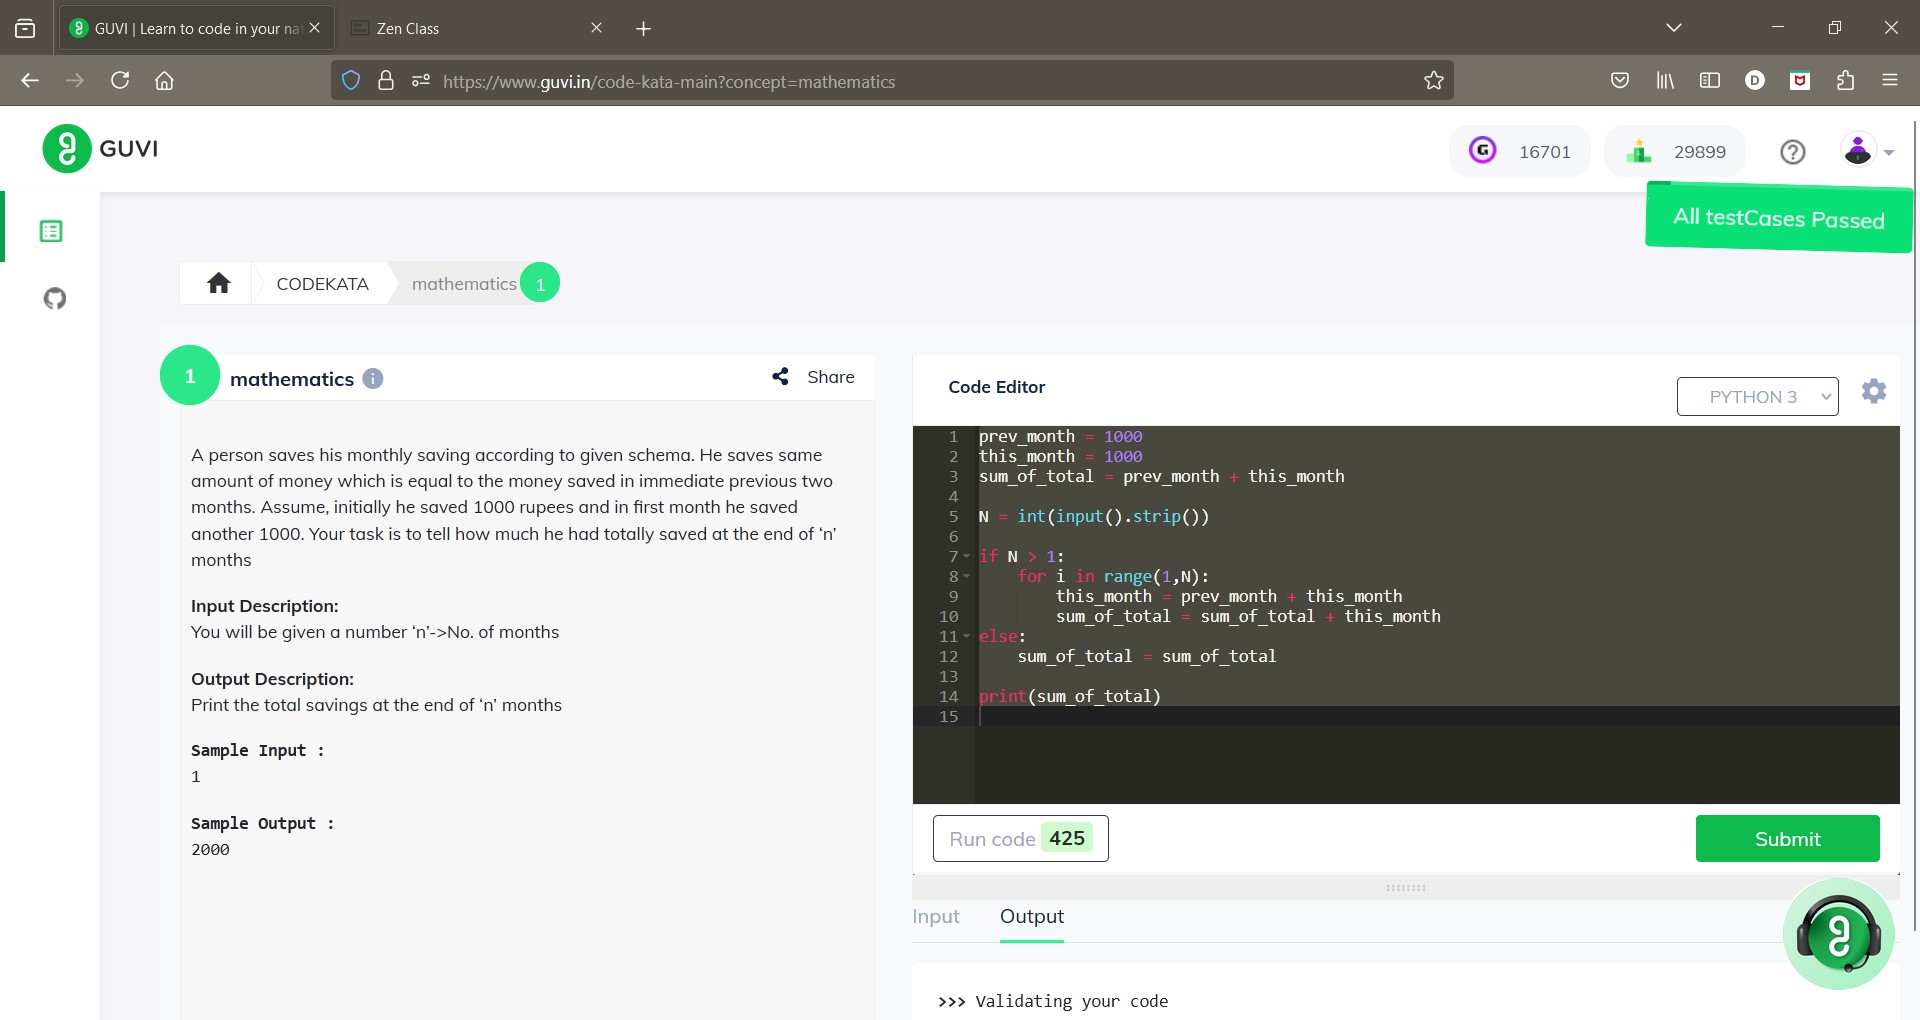 GUVI | Learn to code in your nat
Zen Class
https://www.guvi.in/code-kata-main?concept=mathematics
D
GUVI
G 16701
29899
All testCases Passed
CODEKATA
mathematics 1
1 mathematics
Share
A person saves his monthly saving according to given schema. He saves same
amount of money which is equal to the money saved in immediate previous two
months. Assume, initially he saved 1000 rupees and in first month he saved
another 1000. Your task is to tell how much he had totally saved at the end of ‘n’
months
Input Description:
You will be given a number ‘n’->No. of months
Output Description:
Print the total savings at the end of ‘n’ months
Sample Input :
1
Sample Output :
2000
Code Editor
PYTHON 3
1 prev_month = 1000
2 this_month = 1000
3 sum_of_total = prev_month + this_month
4
5 N = int(input().strip())
6
7 if N > 1:
8     for i in range(1,N):
9         this_month = prev_month + this_month
10         sum_of_total = sum_of_total + this_month
11 else:
12     sum_of_total = sum_of_total
13
14 print(sum_of_total)
15
Run code 425
Submit
Input
Output
>>> Validating your code